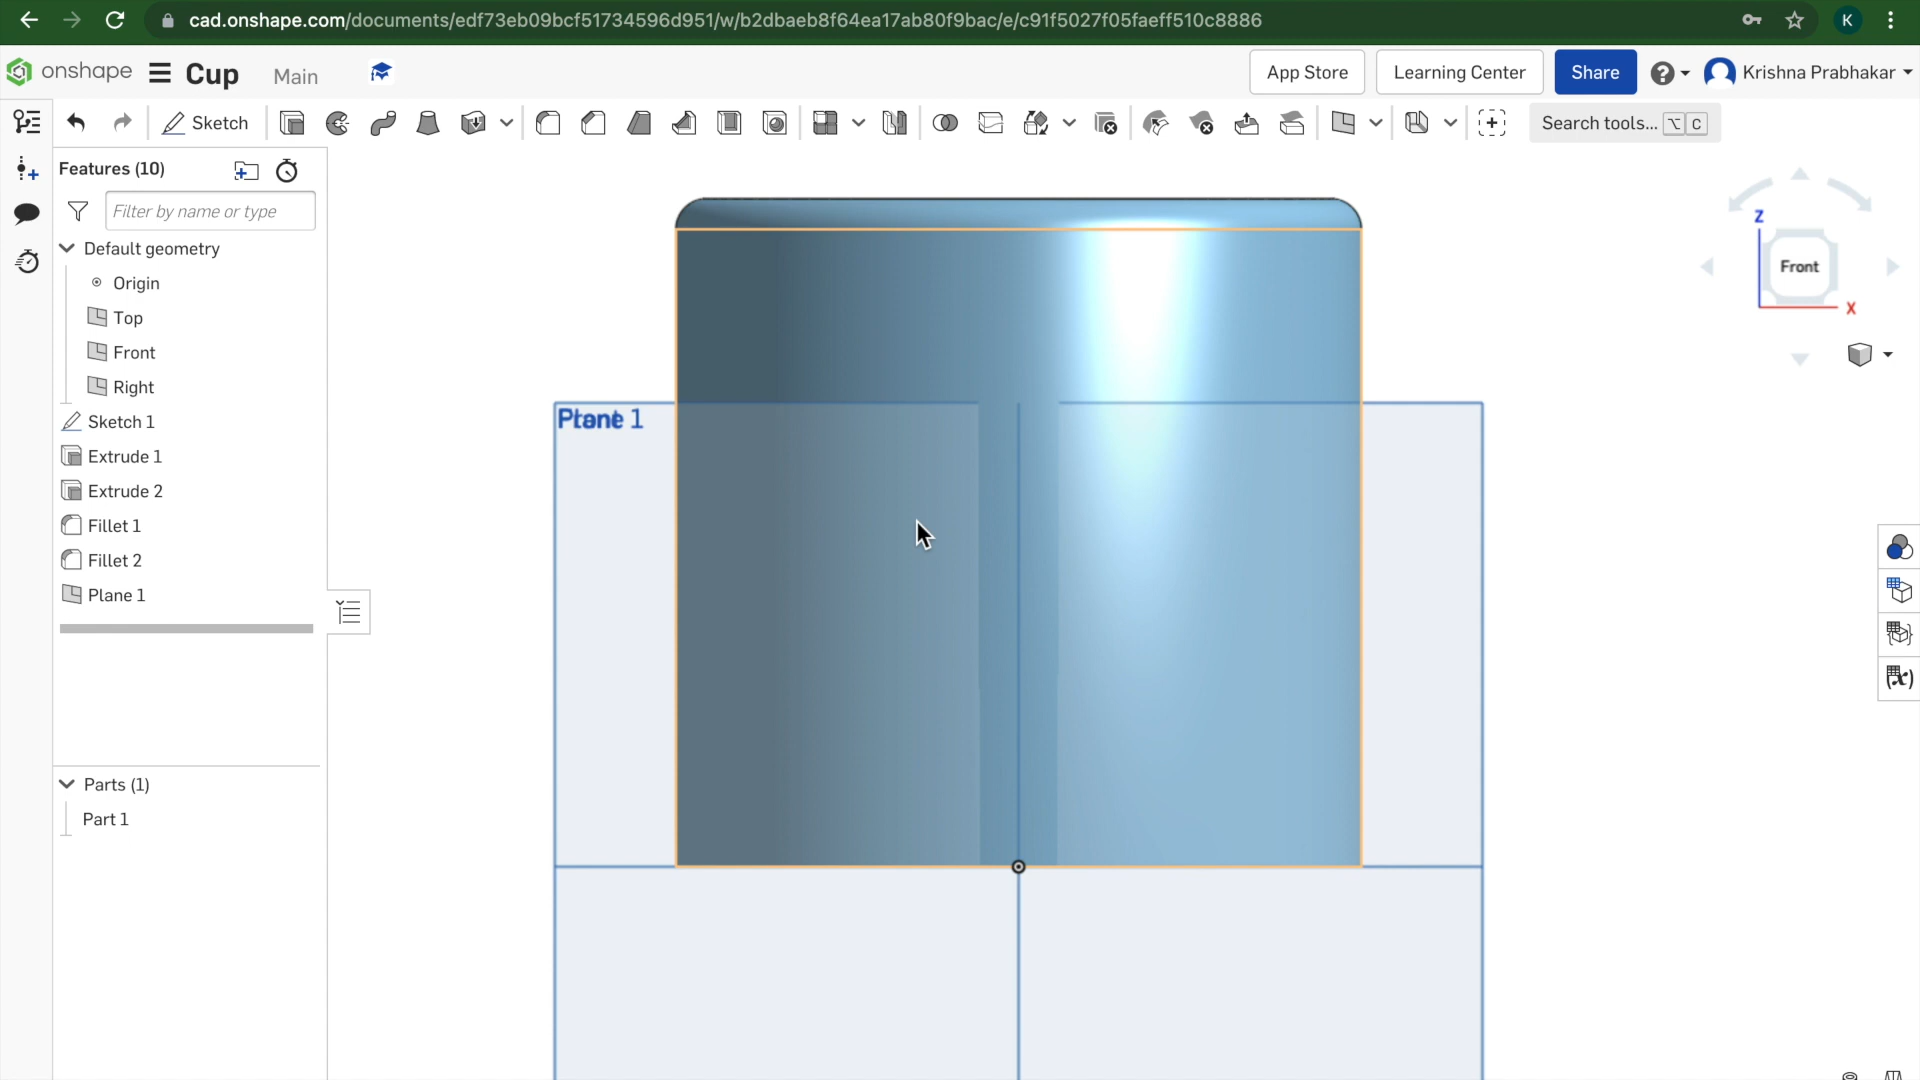 cad.onshape.com/documents/edf73eb09bcf51734596d951/w/b2dbaeb8f64ea17ab80f9bac/e/c91f5027f05faeff510c8886
K
onshape
Cup
Main
App Store
Learning Center
Share
Krishna Prabhakar
Sketch
Search tools... ⌥ C
Features (10)
Filter by name or type
Default geometry
Origin
Top
Front
Right
Sketch 1
Extrude 1
Extrude 2
Fillet 1
Fillet 2
Plane 1
Parts (1)
Part 1
Plane 1
Z
Front
X
(x)